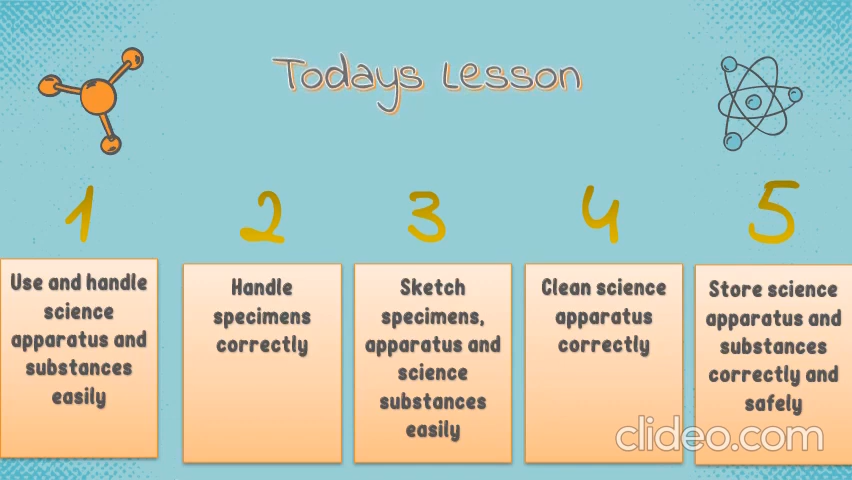 Todays Lesson
1
Use and handle
science
apparatus and
substances
easily
2
Handle
specimens
correctly
3
Sketch
specimens,
apparatus and
science
substances
easily
4
Clean science
apparatus
correctly
5
Store science
apparatus and
substances
correctly and
safely
clideo.com